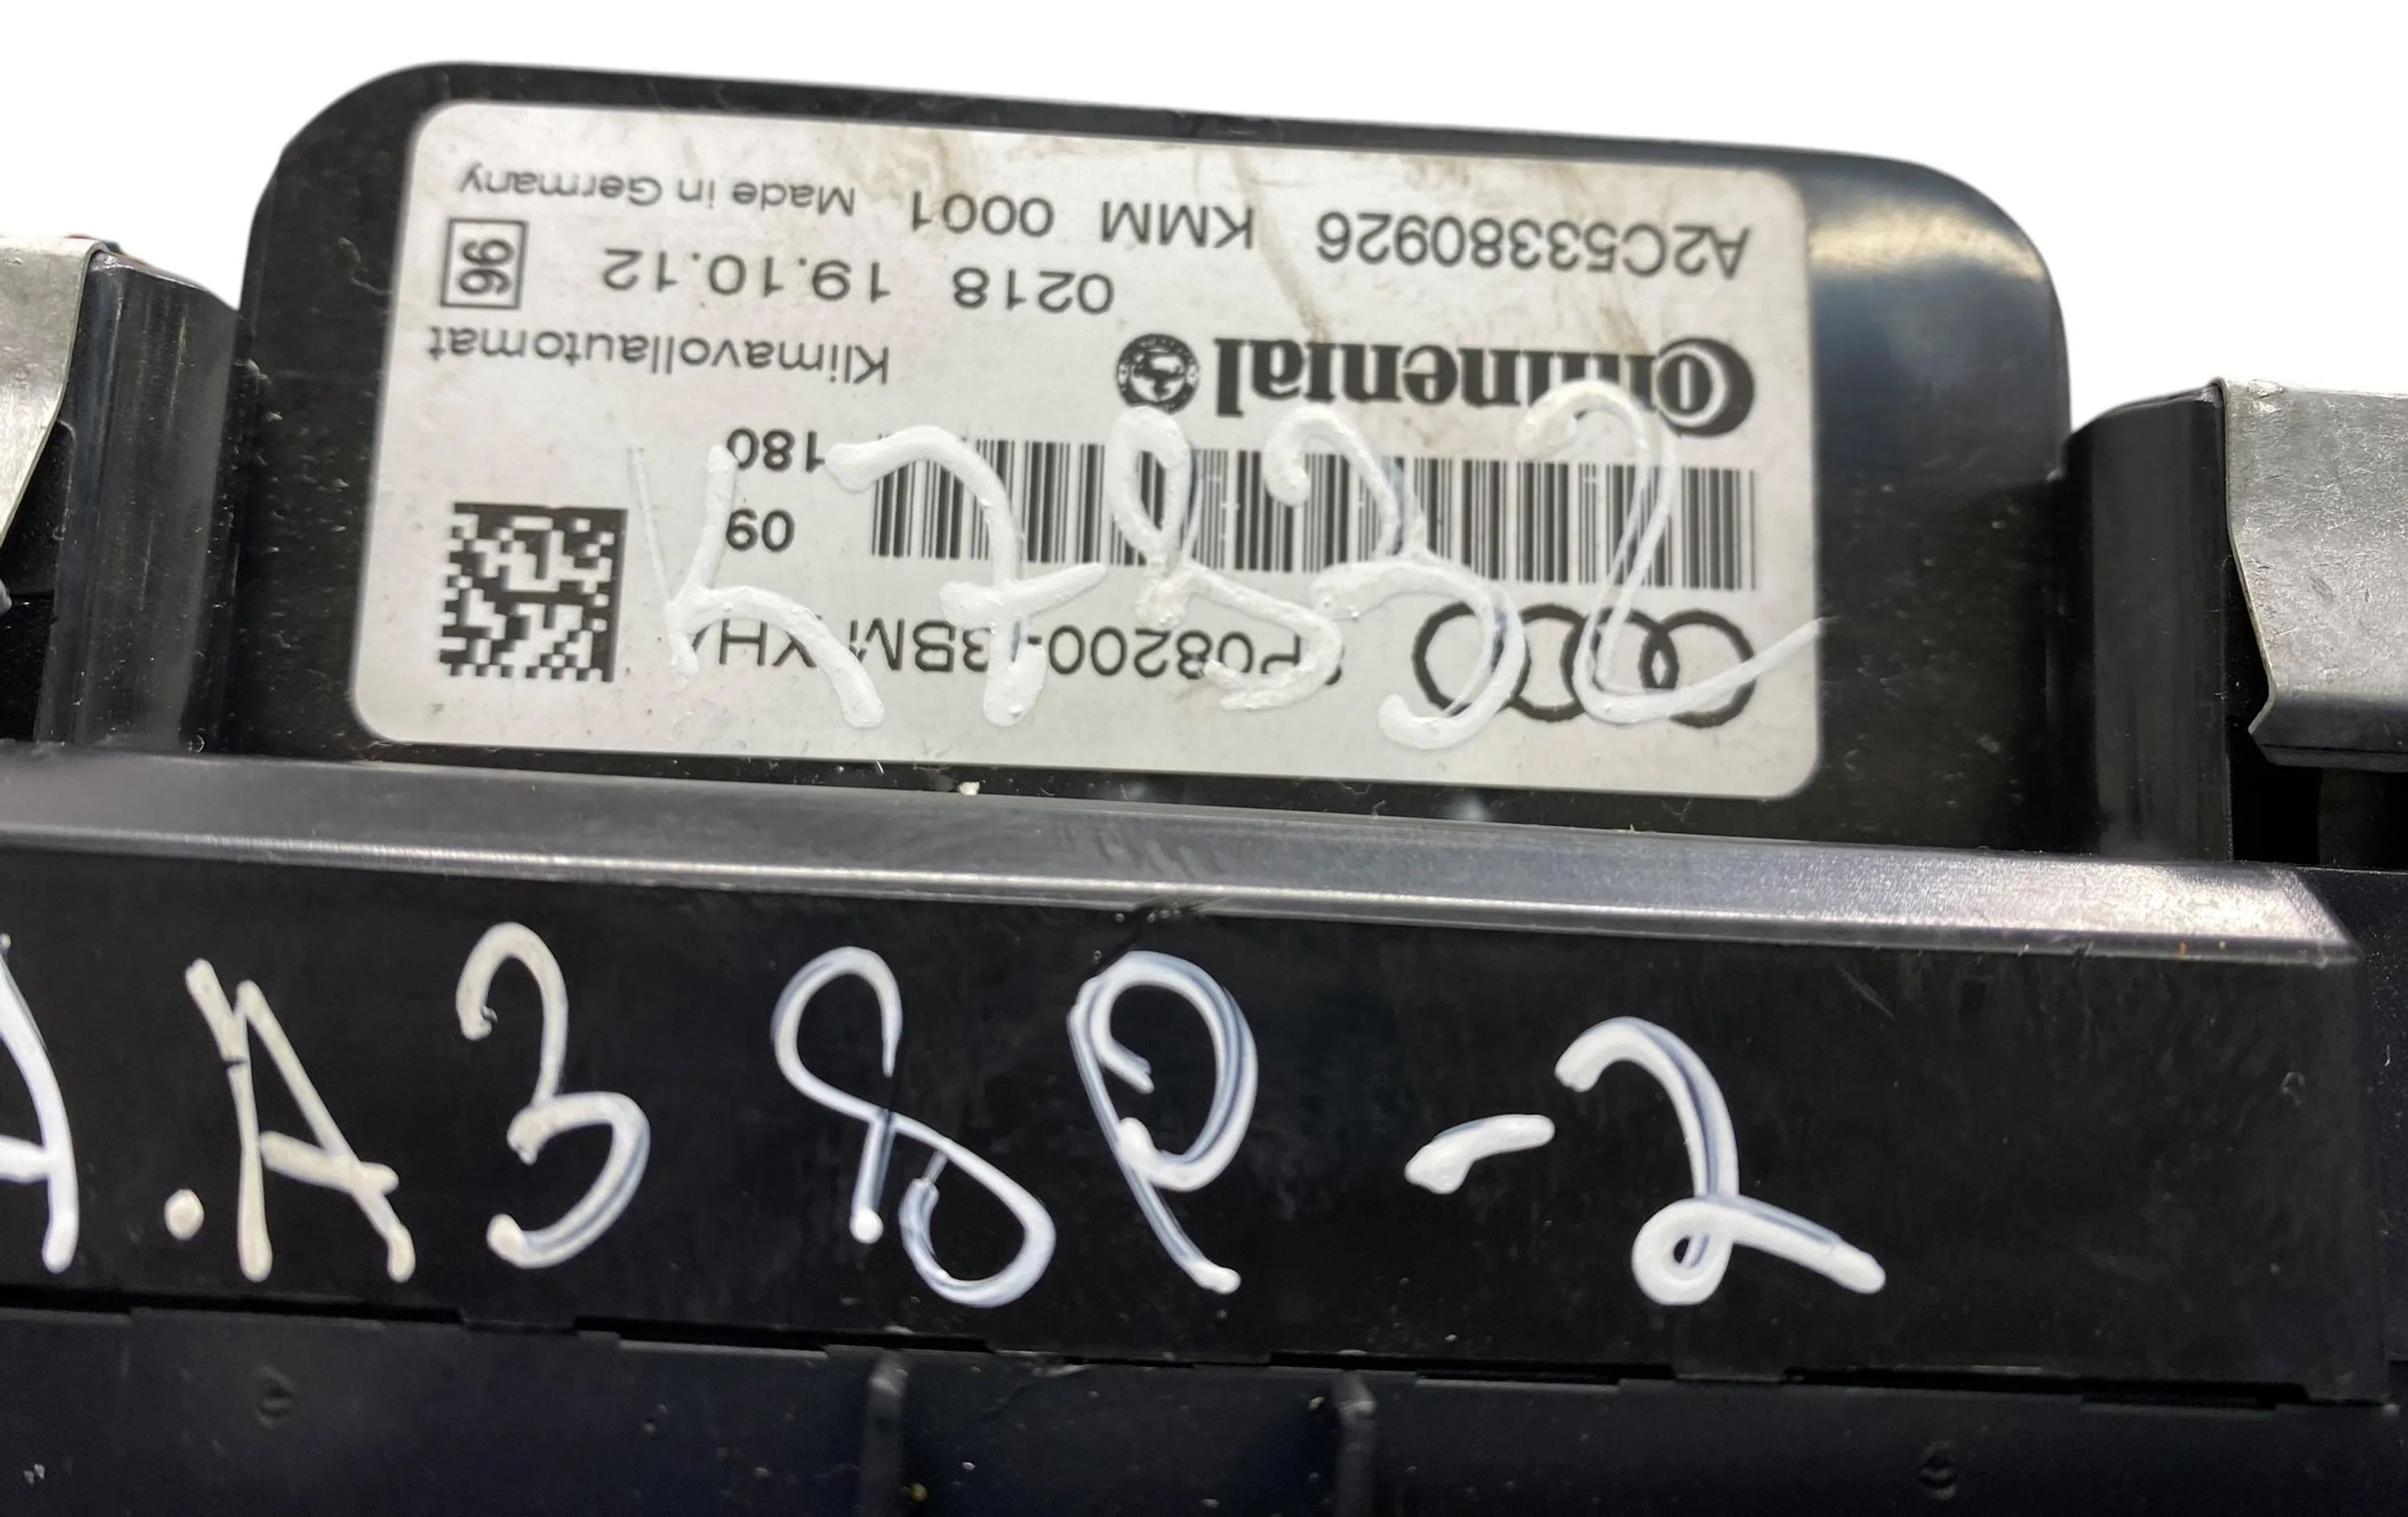 8P0820043BM XHA
09
180
Continental Klimavollautomat
0218 19.10.12 96
A2C53380926 KMM 0001 Made in Germany
K7832
A.A3 8P-2